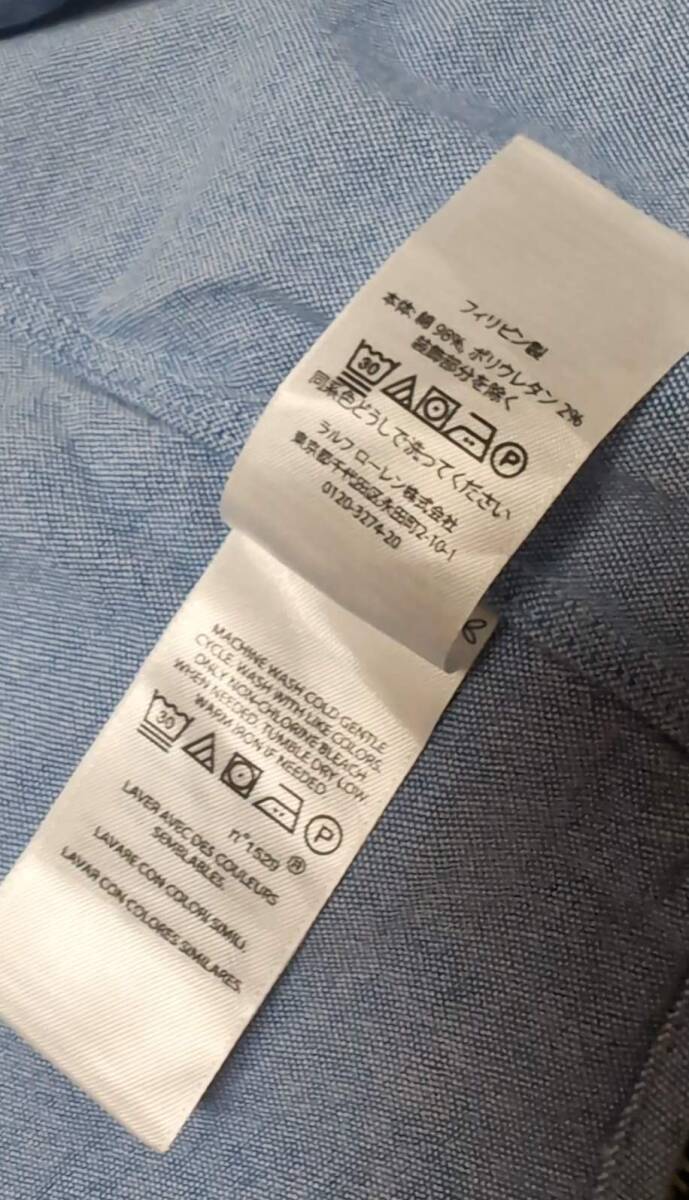 フィリピン製
本体: 綿 98%, ポリウレタン 2%
装飾部分を除く
30 P
同系色どうしで洗ってください
ラルフ ローレン株式会社
東京都千代田区永田町2-10-1
0120-3274-20
8
MACHINE WASH COLD GENTLE
CYCLE. WASH WITH LIKE COLORS.
ONLY NON-CHLORINE BLEACH
WHEN NEEDED. TUMBLE DRY LOW.
WARM IRON IF NEEDED
30 P
n°1529 ®
LAVER AVEC DES COULEURS
SEMBLABLES.
LAVARE CON COLORI SIMILI.
LAVAR CON COLORES SIMILARES.